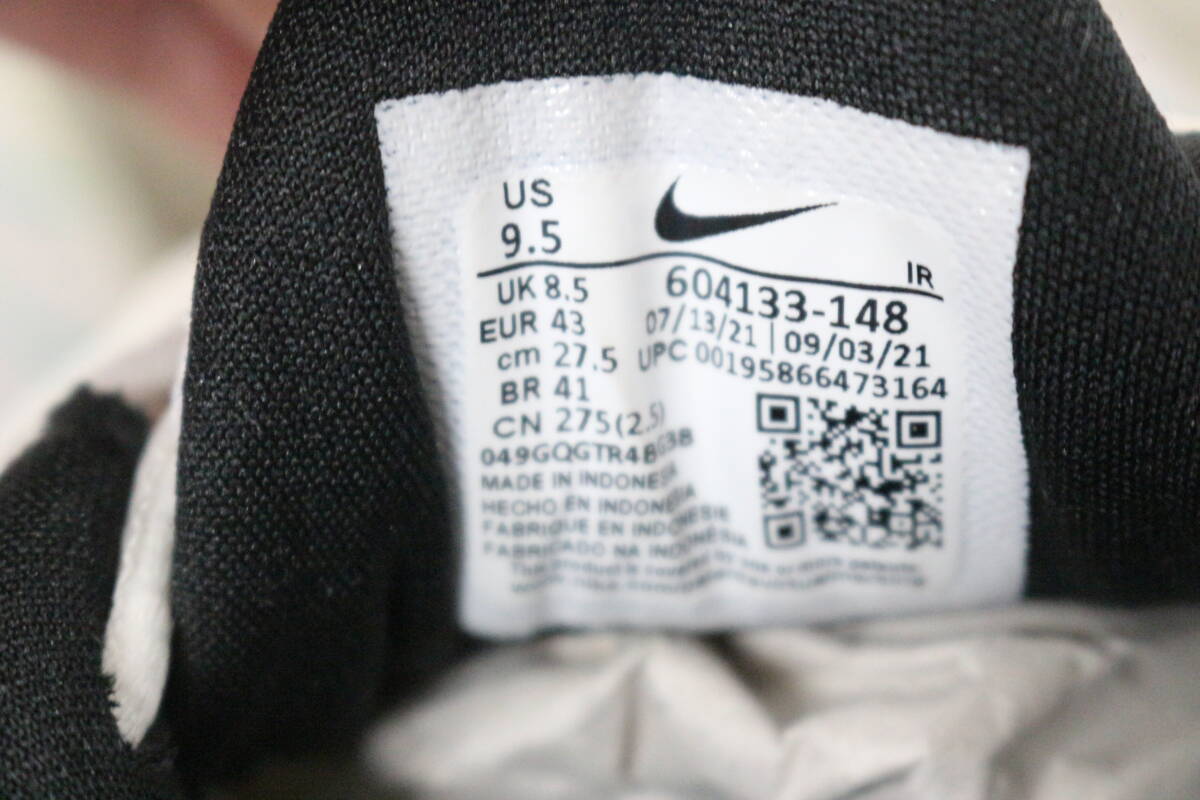 US
9.5
IR
UK 8.5
EUR 43
cm 27.5
BR 41
CN 275(2.5)
604133-148
07/13/21 | 09/03/21
UPC 00195866473164
049GQGTR4BG38
MADE IN INDONESIA
HECHO EN INDONESIA
FABRIQUE EN INDONESIE
FABRICADO NA INDONESIA